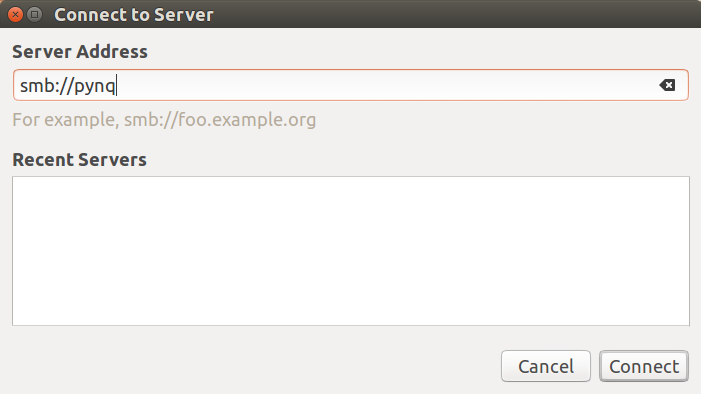 Connect to Server
Server Address
smb://pynq
For example, smb://foo.example.org
Recent Servers
Cancel Connect